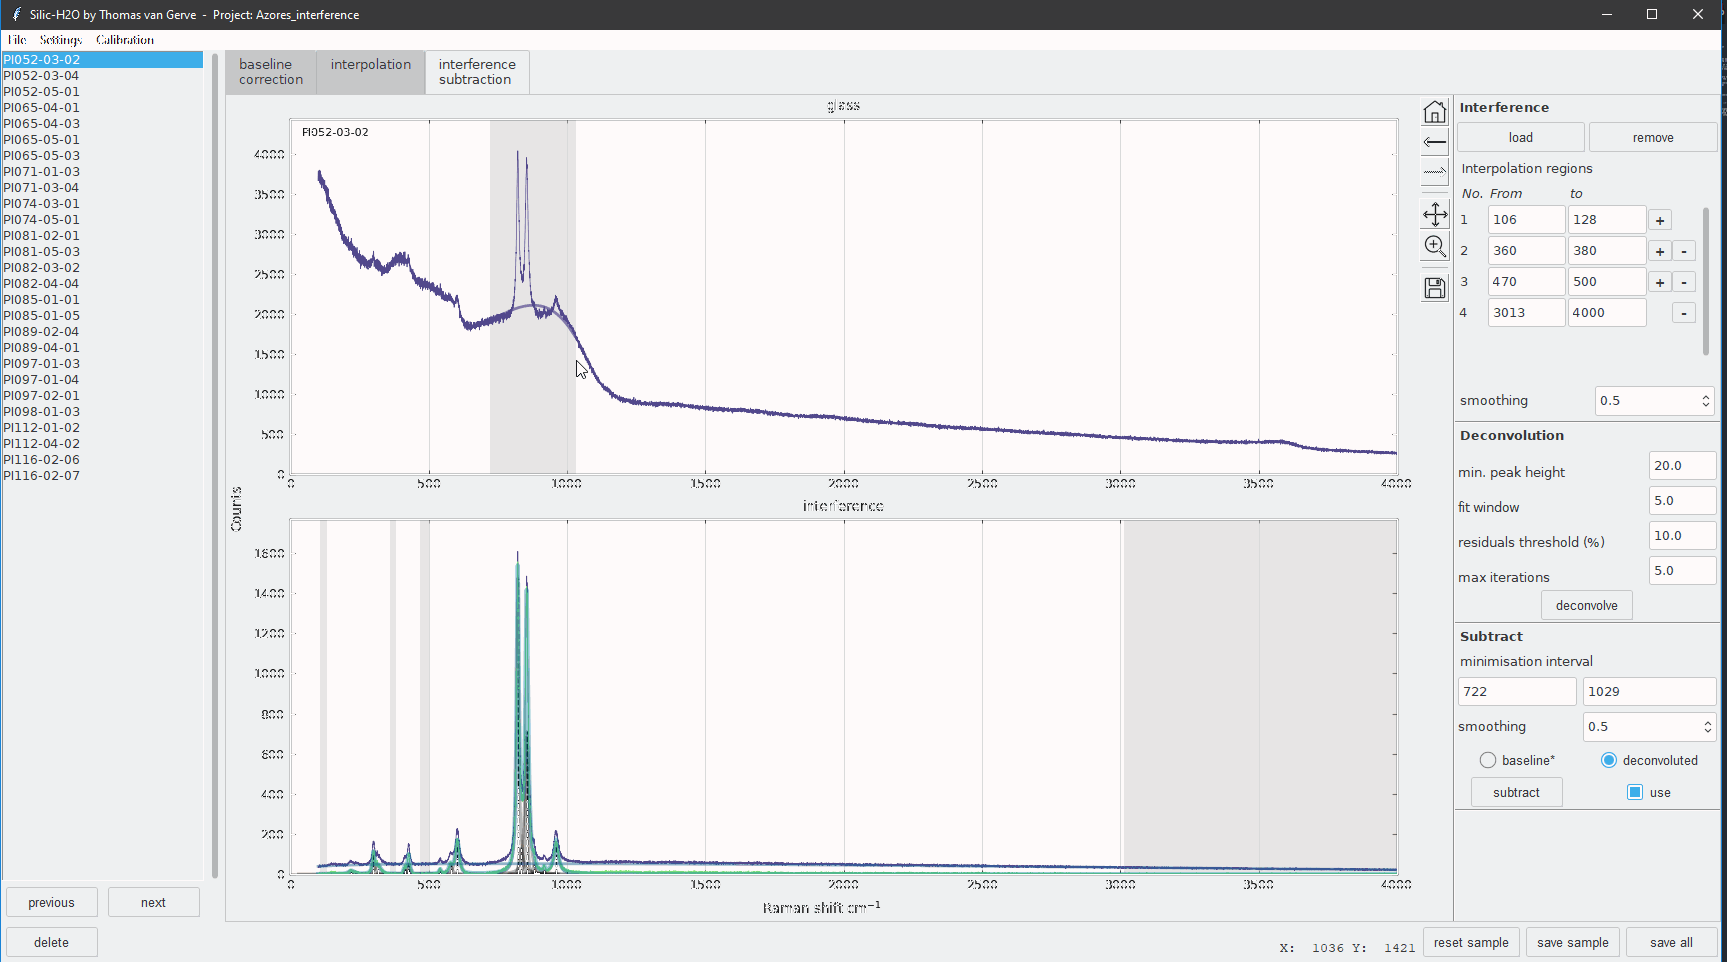 Silic-H2O by Thomas van Gerve - Project: Azores_interference
File Settings Calibration
PI052-03-02
PI052-03-04
PI052-05-01
PI065-04-01
PI065-04-03
PI065-05-01
PI065-05-03
PI071-01-03
PI071-03-04
PI074-03-01
PI074-05-01
PI081-02-01
PI081-05-03
PI082-03-02
PI082-04-04
PI085-01-01
PI085-01-05
PI089-02-04
PI089-04-01
PI097-01-03
PI097-01-04
PI097-02-01
PI098-01-03
PI112-01-02
PI112-04-02
PI116-02-06
PI116-02-07
previous next
delete
baseline correction
interpolation
interference subtraction
glass
PI052-03-02
4000
3500
3000
2500
2000
1500
1000
500
0
0 500 1000 1500 2000 2500 3000 3500 4000
Counts
interference
1600
1400
1200
1000
800
600
400
200
0
0 500 1000 1500 2000 2500 3000 3500 4000
Raman shift cm⁻¹
Interference
load remove
Interpolation regions
No. From to
1 106 128 +
2 360 380 + -
3 470 500 + -
4 3013 4000 -
smoothing 0.5
Deconvolution
min. peak height 20.0
fit window 5.0
residuals threshold (%) 10.0
max iterations 5.0
deconvolve
Subtract
minimisation interval
722 1029
smoothing 0.5
baseline* deconvoluted
subtract use
X: 1036 Y: 1421 reset sample save sample save all